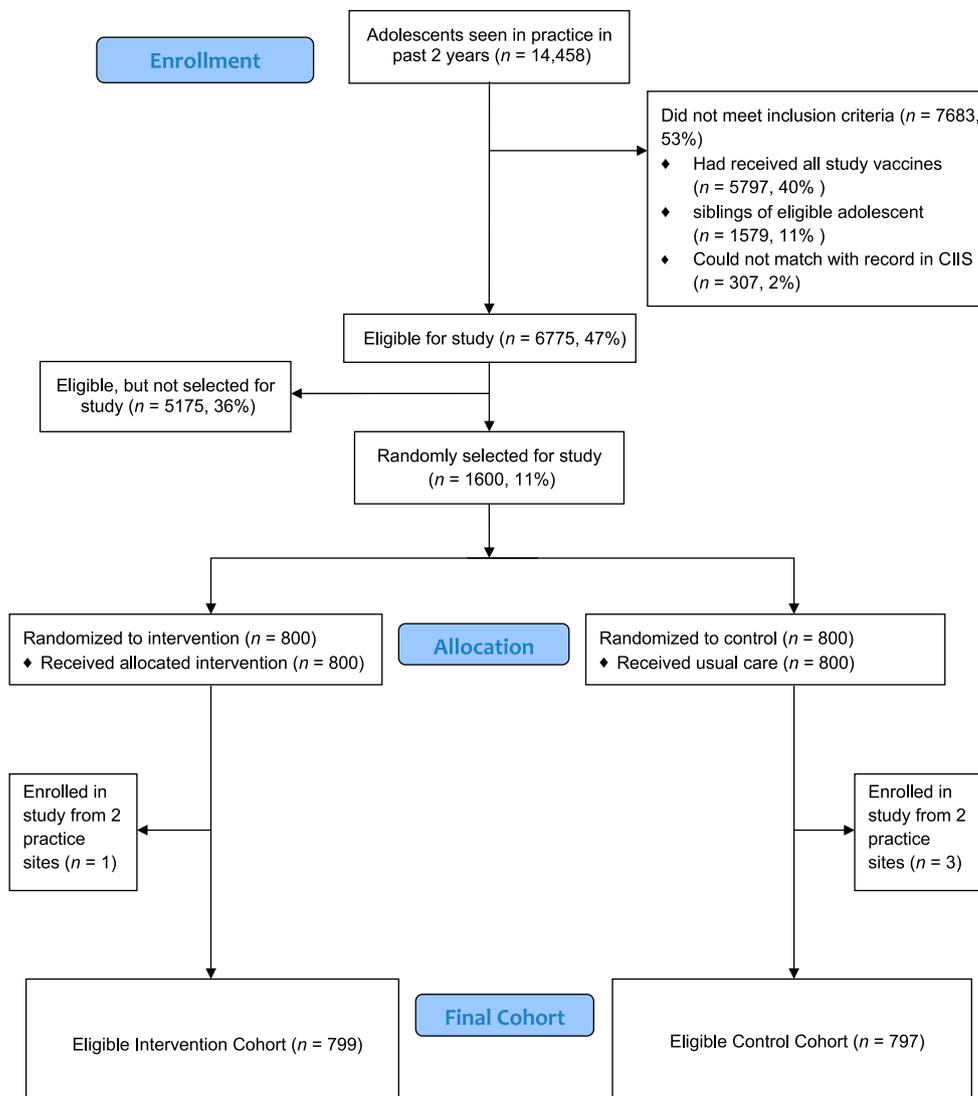 Enrollment
Adolescents seen in practice in
past 2 years (n = 14,458)
Did not meet inclusion criteria (n = 7683,
53%)
♦ Had received all study vaccines
(n = 5797, 40% )
♦ siblings of eligible adolescent
(n = 1579, 11% )
♦ Could not match with record in CIIS
(n = 307, 2%)
Eligible for study (n = 6775, 47%)
Eligible, but not selected for
study (n = 5175, 36%)
Randomly selected for study
(n = 1600, 11%)
Randomized to intervention (n = 800)
♦ Received allocated intervention (n = 800)
Allocation
Randomized to control (n = 800)
♦ Received usual care (n = 800)
Enrolled in
study from 2
practice
sites (n = 1)
Enrolled in
study from 2
practice
sites (n = 3)
Eligible Intervention Cohort (n = 799)
Final Cohort
Eligible Control Cohort (n = 797)